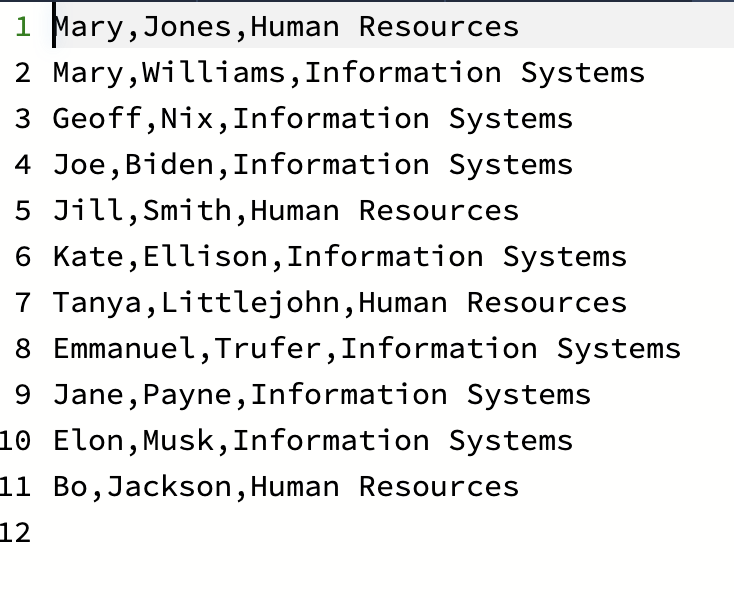 1 Mary,Jones,Human Resources
2 Mary,Williams,Information Systems
3 Geoff,Nix,Information Systems
4 Joe,Biden,Information Systems
5 Jill,Smith,Human Resources
6 Kate,Ellison,Information Systems
7 Tanya,Littlejohn,Human Resources
8 Emmanuel,Trufer,Information Systems
9 Jane,Payne,Information Systems
10 Elon,Musk,Information Systems
11 Bo,Jackson,Human Resources
12